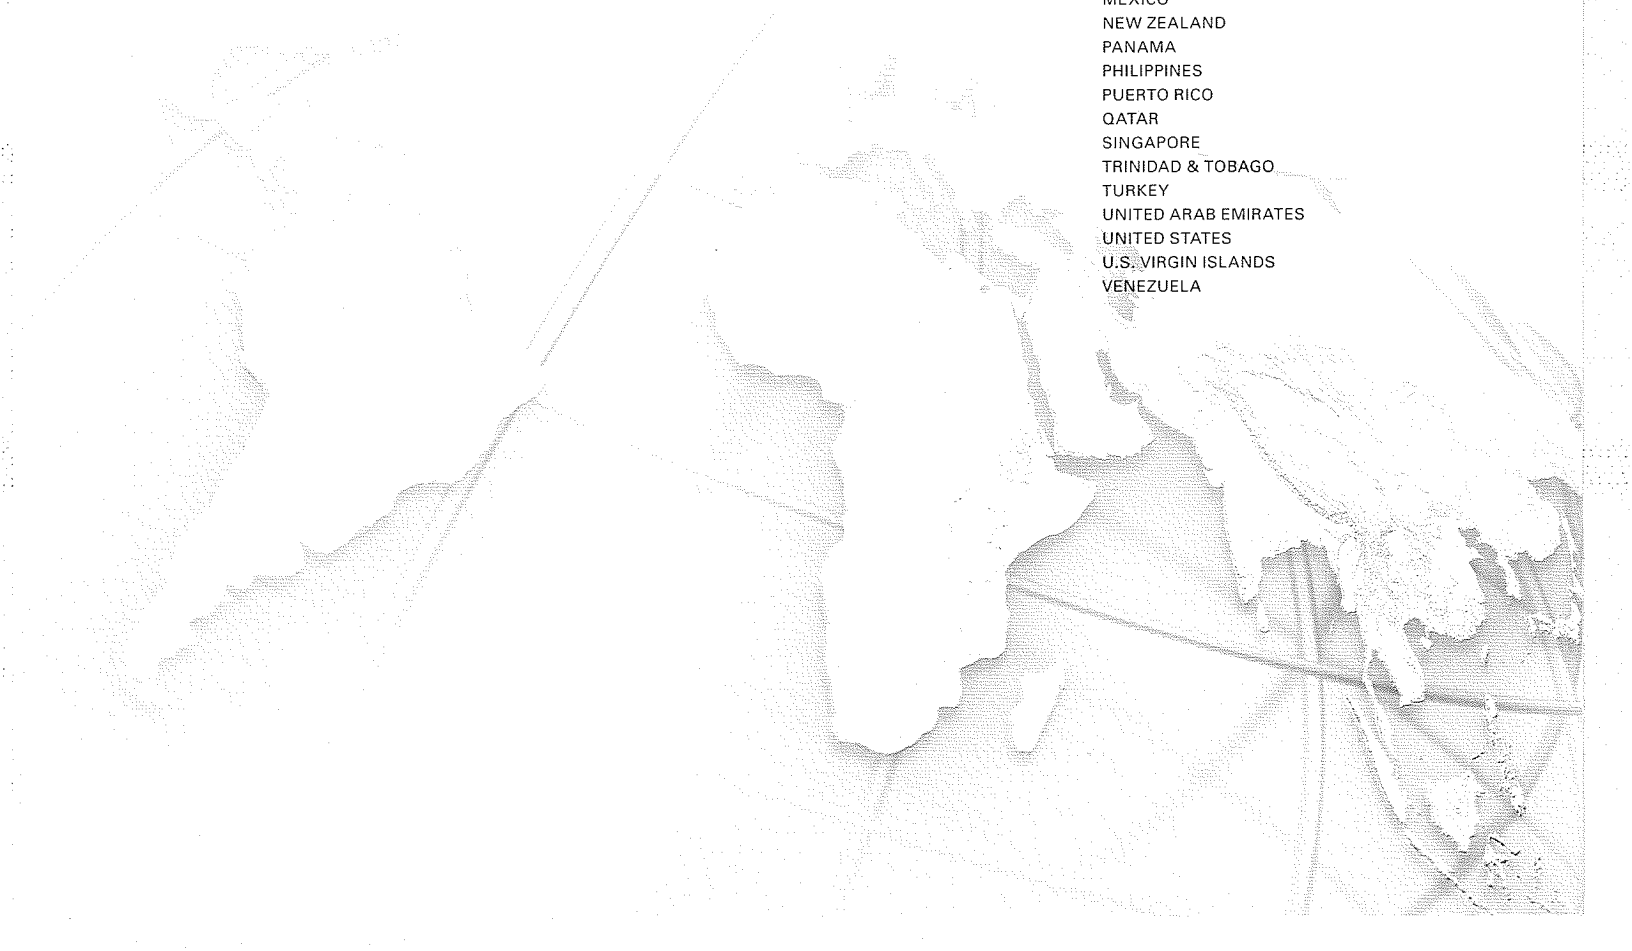 MEXICO
NEW ZEALAND
PANAMA
PHILIPPINES
PUERTO RICO
QATAR
SINGAPORE
TRINIDAD & TOBAGO
TURKEY
UNITED ARAB EMIRATES
UNITED STATES
U.S. VIRGIN ISLANDS
VENEZUELA